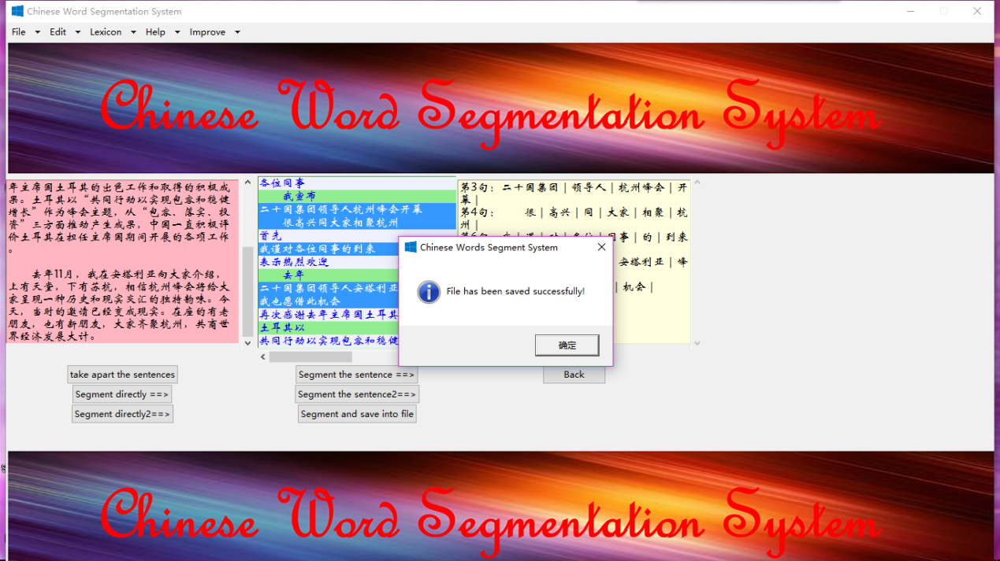 Chinese Word Segmentation System
File Edit Lexicon Help Improve
Chinese Word Segmentation System
年主席国土耳其的出色工作和取得的积极成
果。土耳其以“共同行动以实现包容和稳健
增长”作为峰会主题，从“包容、落实、投
资”三方面推动产生成果，中国一直积极评
价土耳其在担任主席国期间开展的各项工作
。
去年11月，我在安塔利亚向大家介绍，
上有天堂，下有苏杭，相信杭州峰会将给大
家呈现一种历史和现实交汇的独特韵味。今
天，当时的邀请已经变成现实。在座的有老
朋友，也有新朋友，大家齐聚杭州，共商世
界经济发展大计。
各位同事
我宣布
二十国集团领导人杭州峰会开幕
很高兴同大家相聚杭州
首先
我谨对各位同事的到来
表示热烈欢迎
去年
二十国集团领导人安塔利亚
我也愿借此机会
再次感谢去年主席国土耳其
土耳其以
共同行动以实现包容和稳健
第3句：二十国集团 | 领导人 | 杭州峰会 | 开
幕 |
第4句： 很 | 高兴 | 同 | 大家 | 相聚 | 杭
州 |
同事 | 的 | 到来
安塔利亚 | 峰
| 机会 |
Chinese Words Segment System
File has been saved successfully!
确定
take apart the sentences
Segment directly ==>
Segment directly2==>
Segment the sentence ==>
Segment the sentence2==>
Segment and save into file
Back
Chinese Word Segmentation System